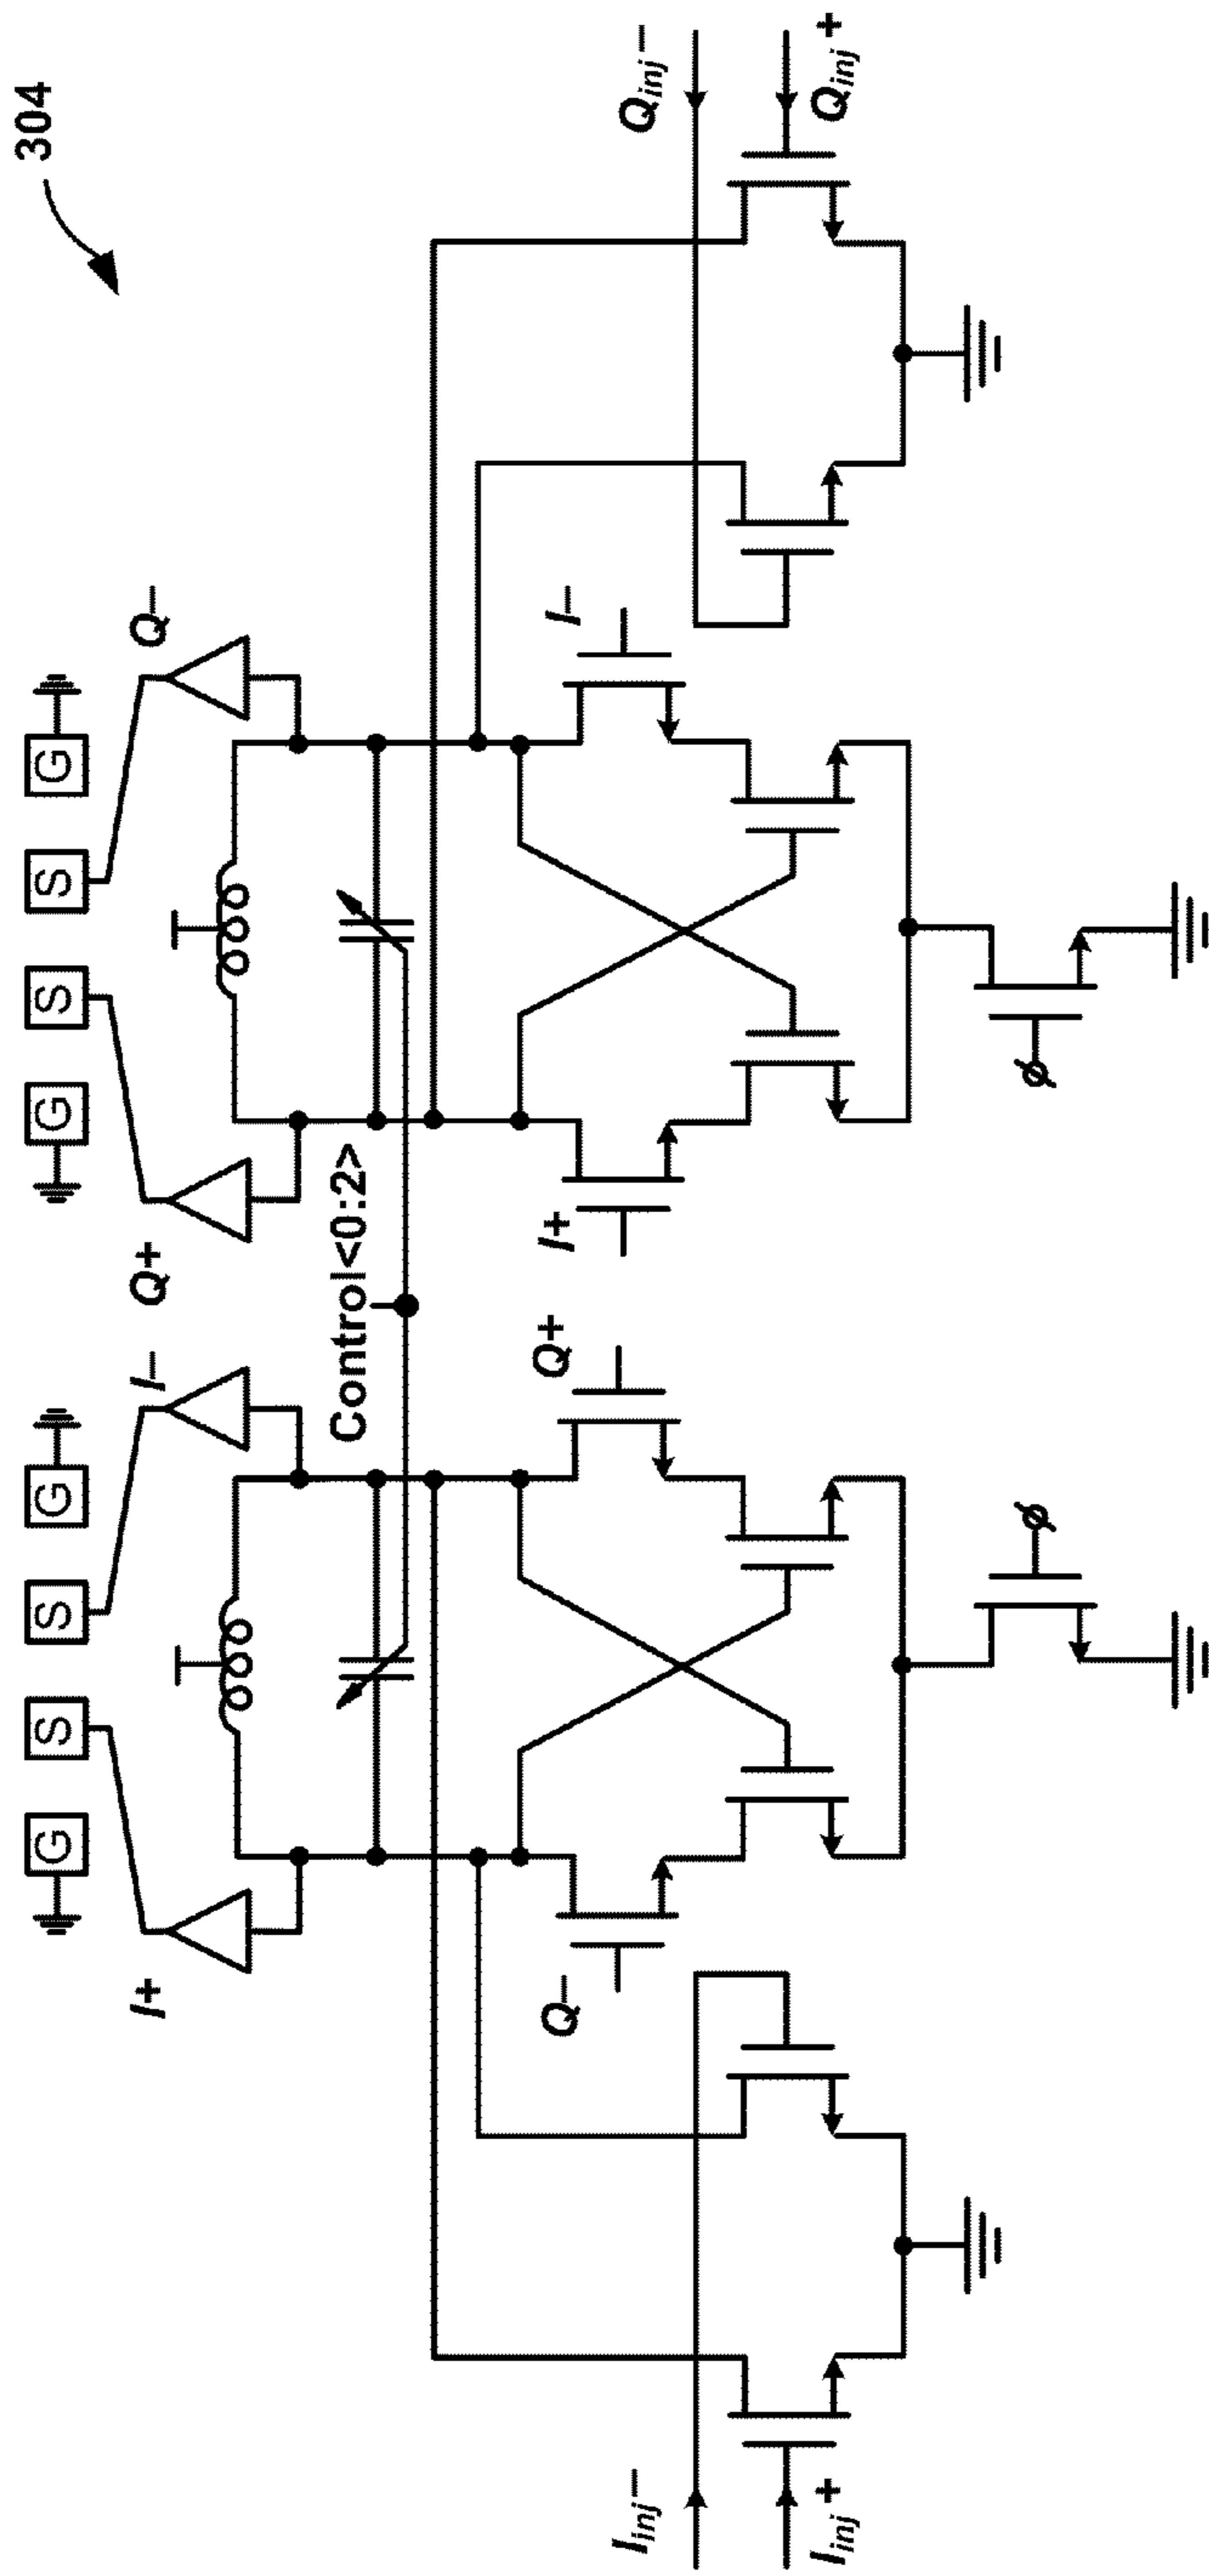 304
G
S
S
G
G
S
S
G
I+
I−
Q+
Q−
Control<0:2>
Q−
Q+
I+
I−
I_inj−
I_inj+
Q_inj−
Q_inj+
ϕ
ϕ